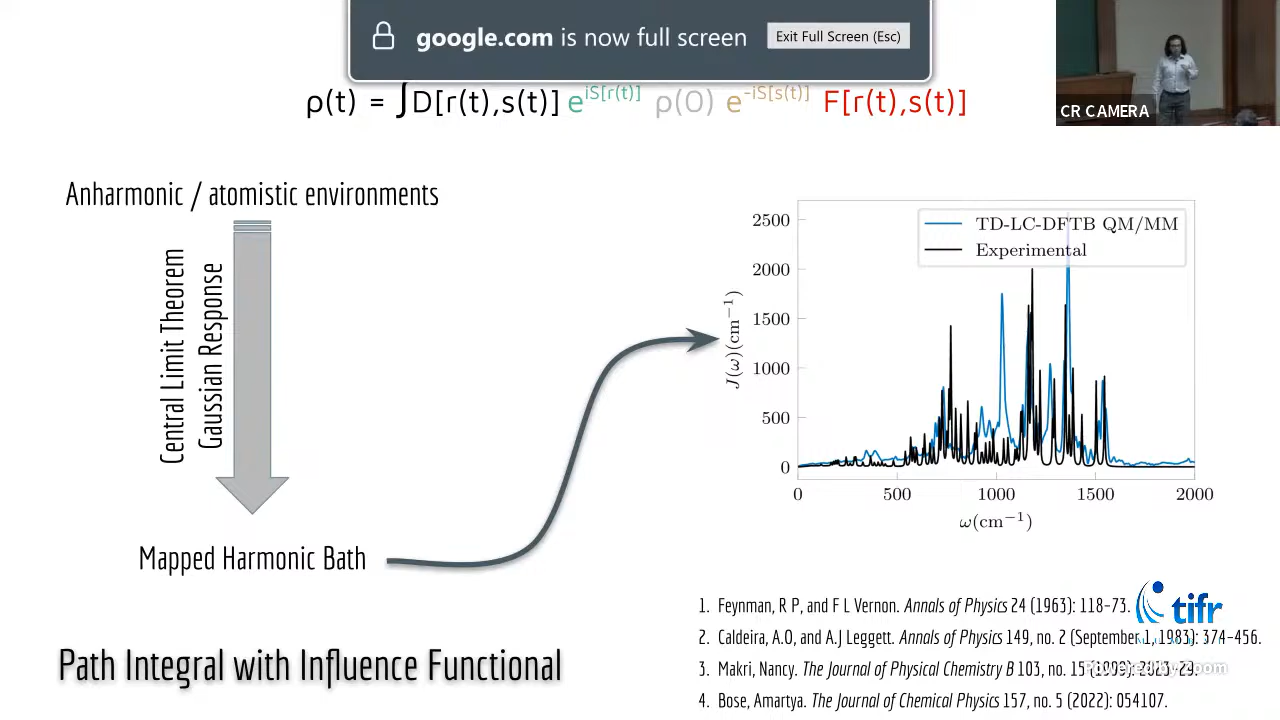 google.com is now full screen
Exit Full Screen (Esc)
ρ(t) = ∫D[r(t),s(t)] e^{iS[r(t)]} ρ(0) e^{-iS[s(t)]} F[r(t),s(t)]
CR CAMERA
Anharmonic / atomistic environments
Central Limit Theorem
Gaussian Response
Mapped Harmonic Bath
TD-LC-DFTB QM/MM
Experimental
J(ω)(cm⁻¹)
2500
2000
1500
1000
500
0
0 500 1000 1500 2000
ω(cm⁻¹)
Path Integral with Influence Functional
1. Feynman, R P, and F L Vernon. Annals of Physics 24 (1963): 118–73.
2. Caldeira, A.O, and A.J Leggett. Annals of Physics 149, no. 2 (September 1, 1983): 374–456.
3. Makri, Nancy. The Journal of Physical Chemistry B 103, no. 15 (1999):
4. Bose, Amartya. The Journal of Chemical Physics 157, no. 5 (2022): 054107.
tifr
Powered by Zoom